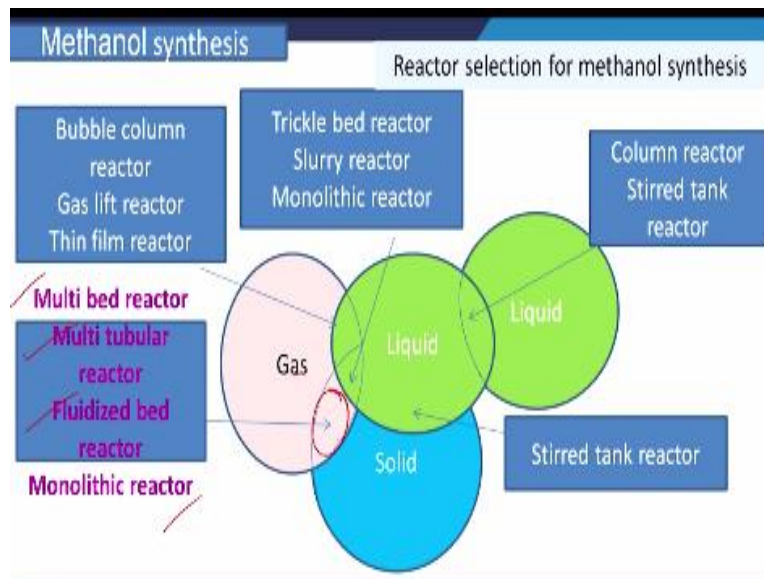 Methanol synthesis
Reactor selection for methanol synthesis
Bubble column
reactor
Gas lift reactor
Thin film reactor
Trickle bed reactor
Slurry reactor
Monolithic reactor
Column reactor
Stirred tank
reactor
Multi bed reactor
Multi tubular
reactor
Fluidized bed
reactor
Monolithic reactor
Gas
Liquid
Liquid
Solid
Stirred tank reactor